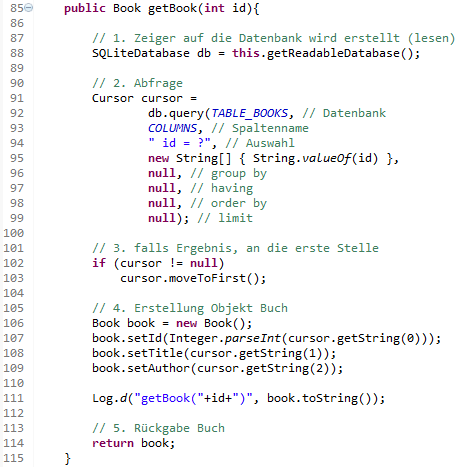 85 public Book getBook(int id){
86
87 // 1. Zeiger auf die Datenbank wird erstellt (lesen)
88 SQLiteDatabase db = this.getReadableDatabase();
89
90 // 2. Abfrage
91 Cursor cursor =
92 db.query(TABLE_BOOKS, // Datenbank
93 COLUMNS, // Spaltenname
94 " id = ?", // Auswahl
95 new String[] { String.valueOf(id) },
96 null, // group by
97 null, // having
98 null, // order by
99 null); // limit
100
101 // 3. falls Ergebnis, an die erste Stelle
102 if (cursor != null)
103 cursor.moveToFirst();
104
105 // 4. Erstellung Objekt Buch
106 Book book = new Book();
107 book.setId(Integer.parseInt(cursor.getString(0)));
108 book.setTitle(cursor.getString(1));
109 book.setAuthor(cursor.getString(2));
110
111 Log.d("getBook("+id+")", book.toString());
112
113 // 5. Rückgabe Buch
114 return book;
115 }